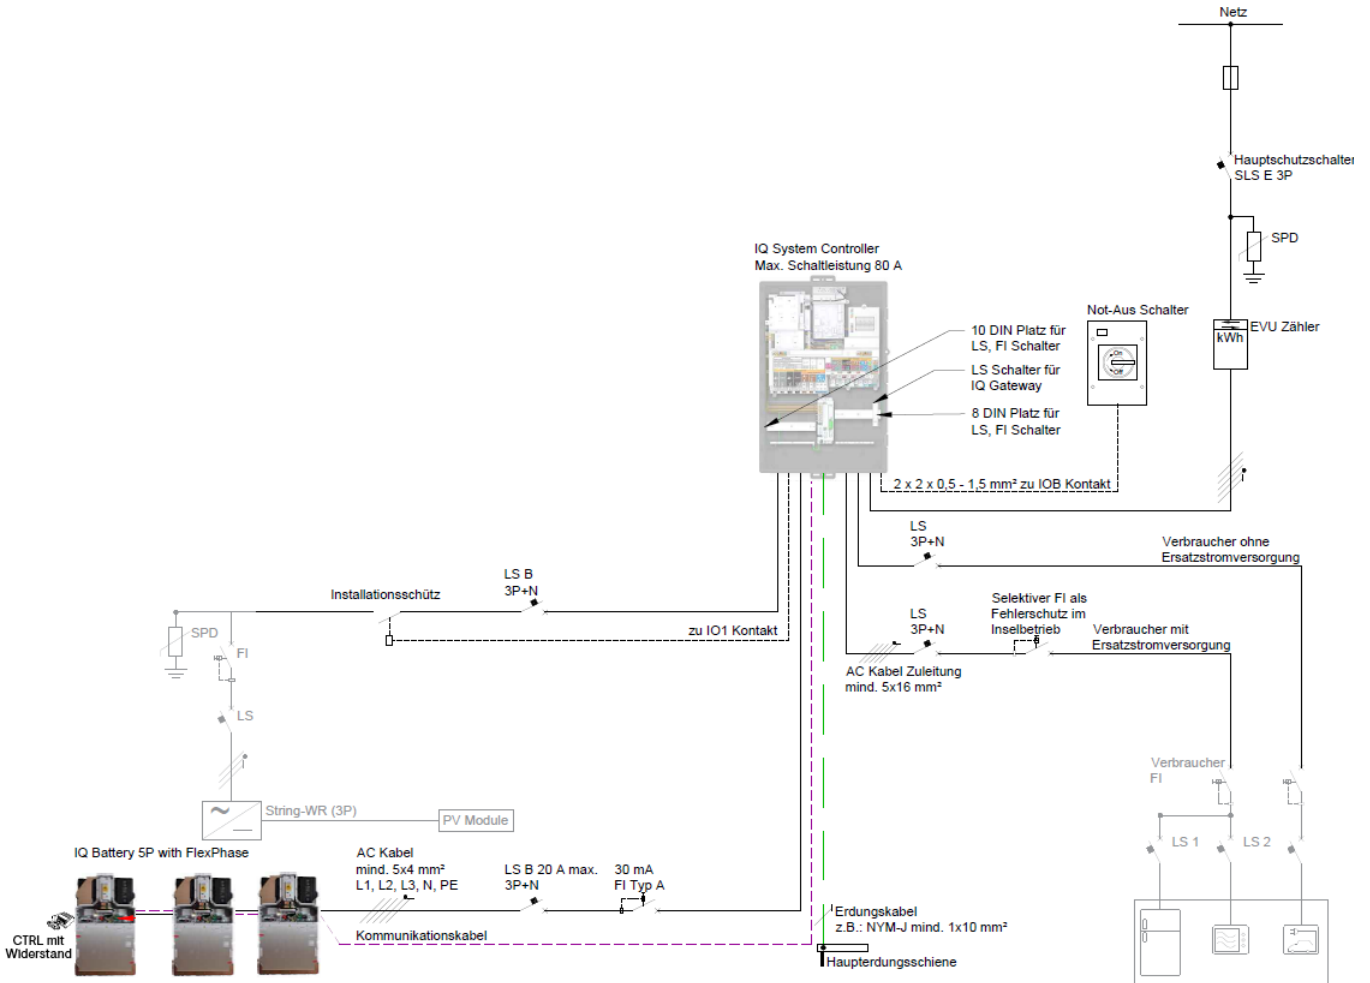 Netz
Hauptschutzschalter
SLS E 3P
SPD
IQ System Controller
Max. Schaltleistung 80 A
Not-Aus Schalter
EVU Zähler
kWh
10 DIN Platz für
LS, FI Schalter
LS Schalter für
IQ Gateway
8 DIN Platz für
LS, FI Schalter
On
Off
2 x 2 x 0,5 - 1,5 mm² zu IOB Kontakt
LS
3P+N
Verbraucher ohne
Ersatzstromversorgung
LS B
3P+N
Installationsschütz
zu IO1 Kontakt
LS
3P+N
Selektiver FI als
Fehlerschutz im
Inselbetrieb
Verbraucher mit
Ersatzstromversorgung
AC Kabel Zuleitung
mind. 5x16 mm²
SPD
FI
LS
String-WR (3P)
PV Module
Verbraucher
FI
LS 1
LS 2
IQ Battery 5P with FlexPhase
AC Kabel
mind. 5x4 mm²
L1, L2, L3, N, PE
LS B 20 A max.
3P+N
30 mA
FI Typ A
Kommunikationskabel
CTRL mit
Widerstand
Erdungskabel
z.B.: NYM-J mind. 1x10 mm²
Haupterdungsschiene